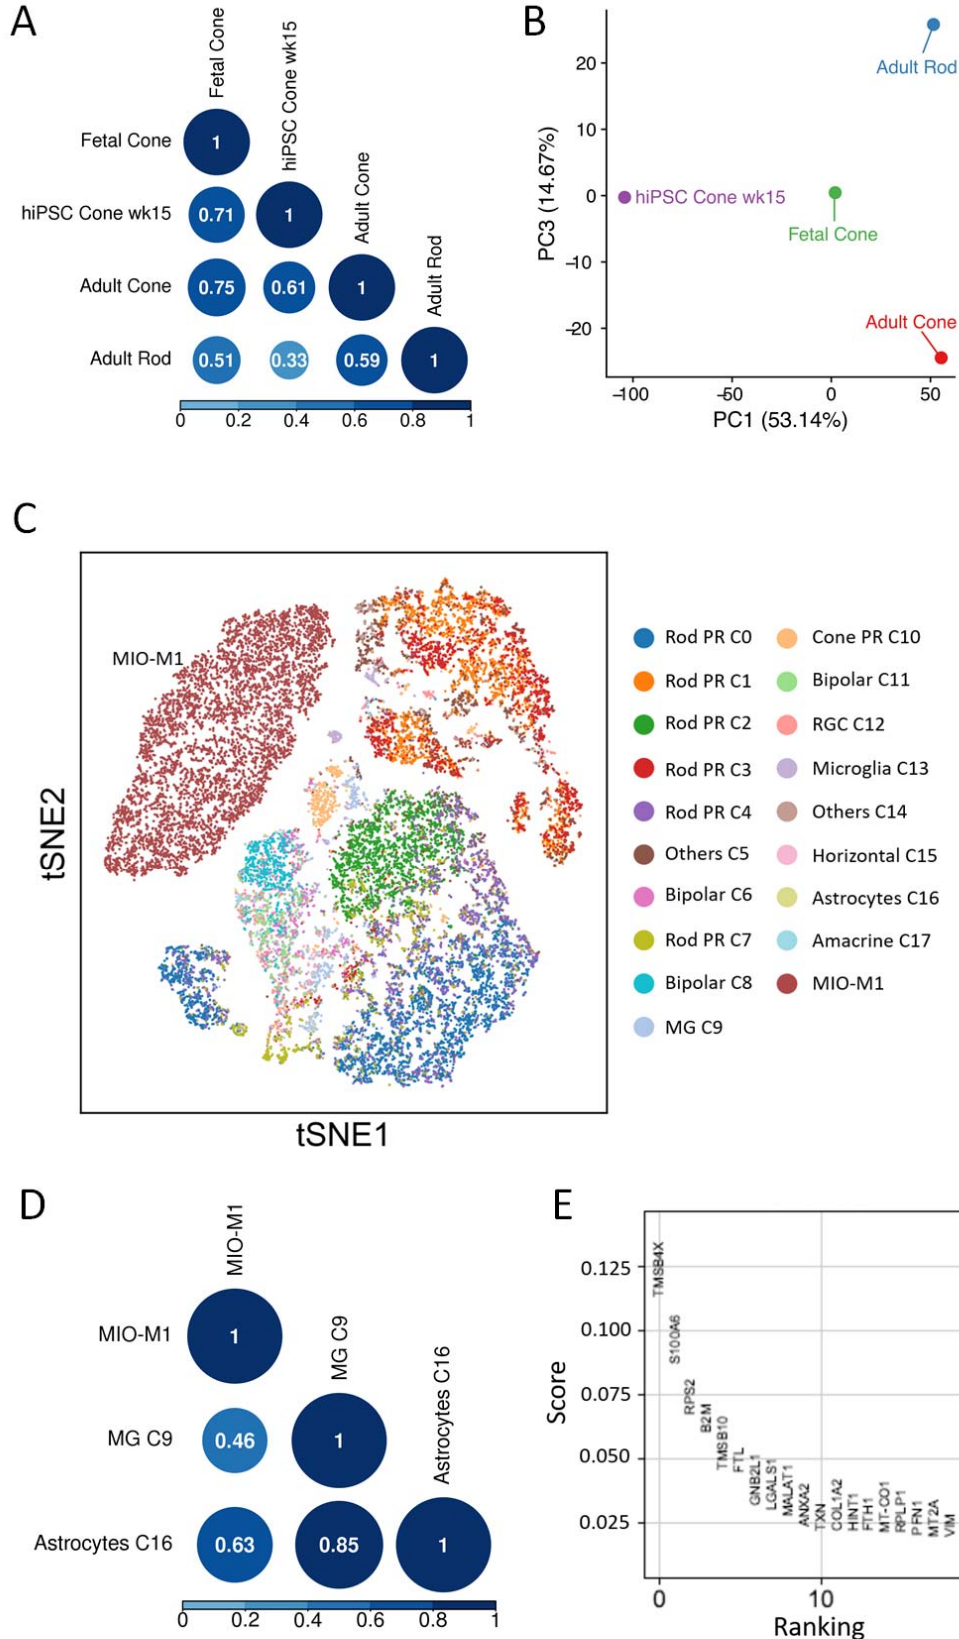 A
Fetal Cone
hiPSC Cone wk15
Adult Cone
Adult Rod
Fetal Cone
1
hiPSC Cone wk15
0.71
1
Adult Cone
0.75
0.61
1
Adult Rod
0.51
0.33
0.59
1
0 0.2 0.4 0.6 0.8 1
B
PC3 (14.67%)
20
10
0
–10
–20
Adult Rod
hiPSC Cone wk15
Fetal Cone
Adult Cone
–100 –50 0 50
PC1 (53.14%)
C
MIO-M1
tSNE2
tSNE1
Rod PR C0
Rod PR C1
Rod PR C2
Rod PR C3
Rod PR C4
Others C5
Bipolar C6
Rod PR C7
Bipolar C8
MG C9
Cone PR C10
Bipolar C11
RGC C12
Microglia C13
Others C14
Horizontal C15
Astrocytes C16
Amacrine C17
MIO-M1
D
MIO-M1
MG C9
Astrocytes C16
MIO-M1
1
MG C9
0.46
1
Astrocytes C16
0.63
0.85
1
0 0.2 0.4 0.6 0.8 1
E
Score
0.125
0.100
0.075
0.050
0.025
TMSB4X
S100A6
RPS2
B2M
TMSB10
FTL
GNB2L1
LGALS1
MALAT1
ANXA2
TXN
COL1A2
HINT1
FTH1
MT-CO1
RPLP1
PFN1
MT2A
VIM
0 10
Ranking